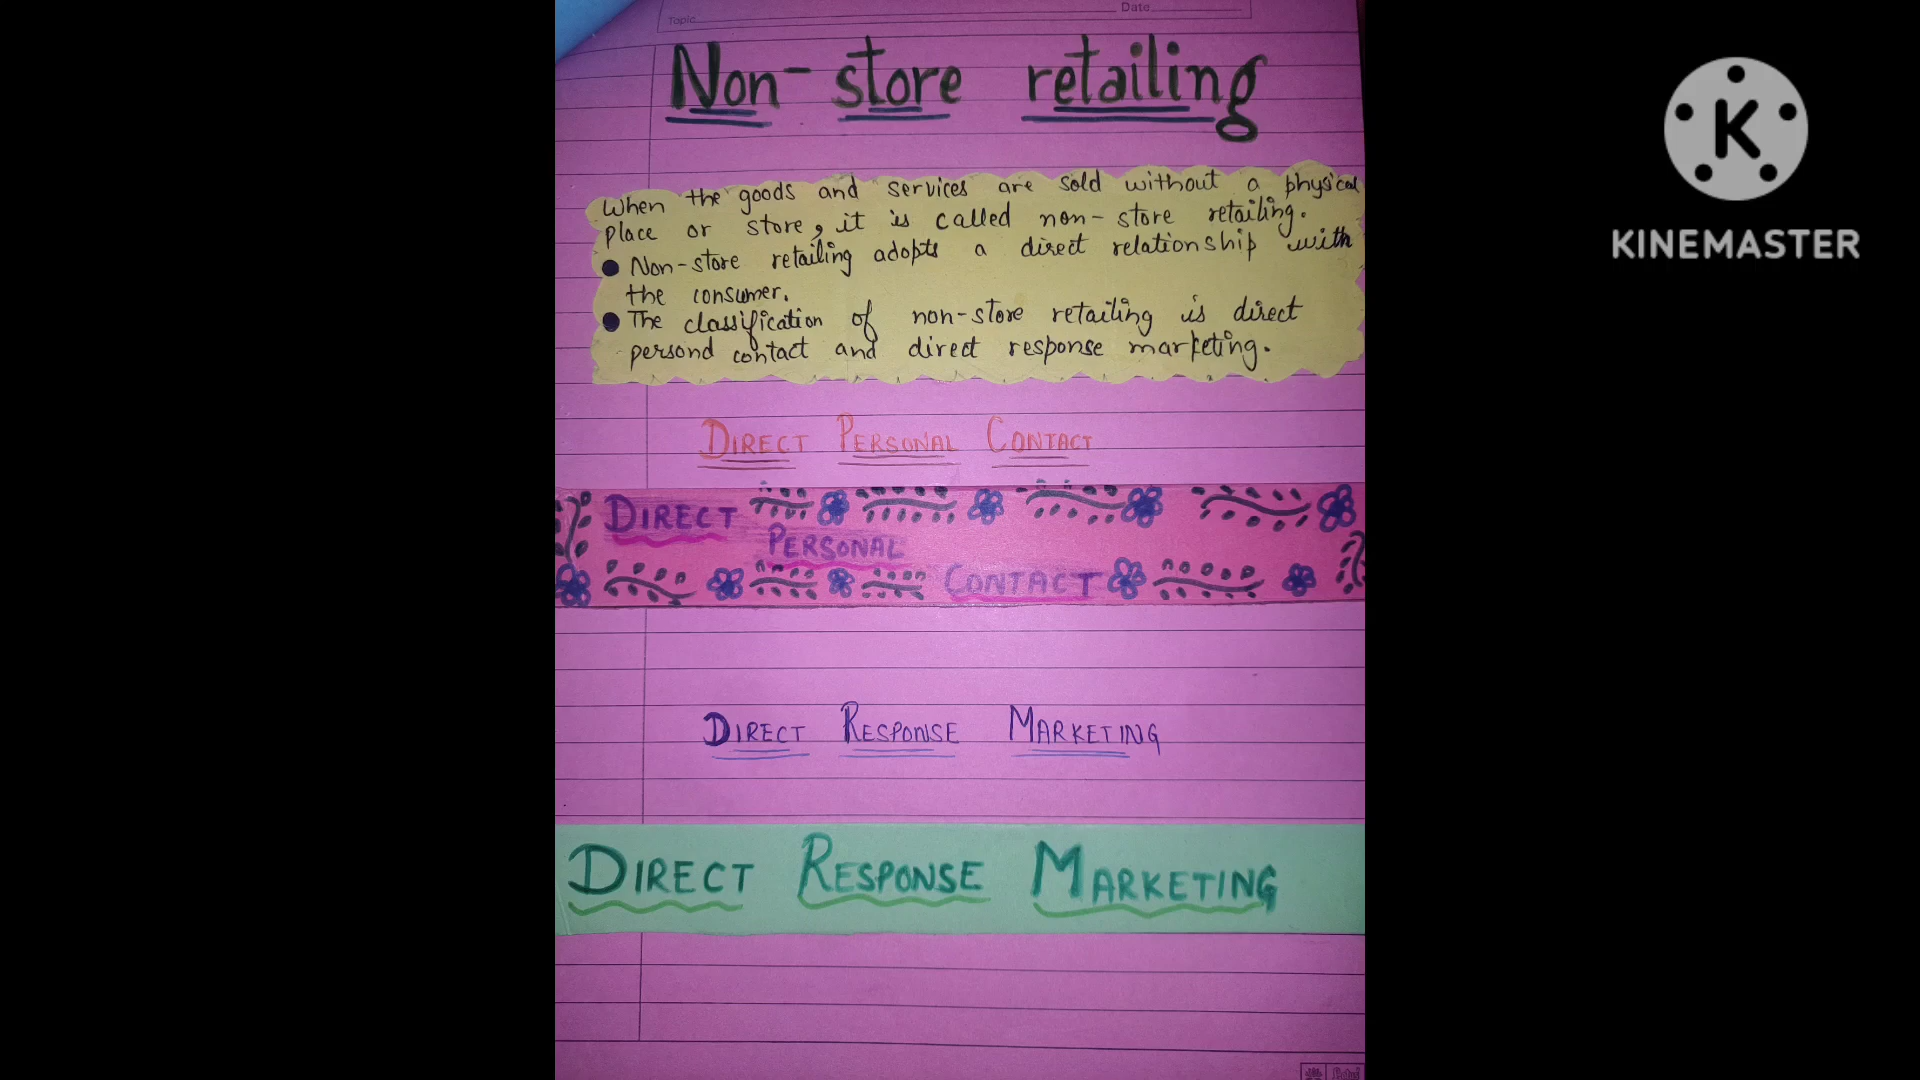 Topic
Date
Non-store retailing
When the goods and services are sold without a physical
place or store, it is called non-store retailing.
Non-store retailing adopts a direct relationship with
the consumer.
The classification of non-store retailing is direct
persond contact and direct response marketing.
DIRECT PERSONAL CONTACT
DIRECT
PERSONAL
CONTACT
DIRECT RESPONSE MARKETING
DIRECT RESPONSE MARKETING
K
KINEMASTER